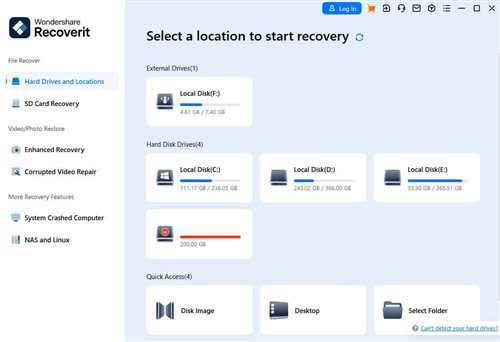 Wondershare
Recoverit
Log in
Select a location to start recovery
File Recover
Hard Drives and Locations
SD Card Recovery
Video/Photo Restore
Enhanced Recovery
Corrupted Video Repair
More Recovery Features
System Crashed Computer
NAS and Linux
External Drives(1)
Local Disk(F:)
4.61 GB / 7.40 GB
Hard Disk Drives(4)
Local Disk(C:)
111.17 GB / 238.05 GB
Local Disk(D:)
243.02 GB / 566.00 GB
Local Disk(E:)
33.30 GB / 365.51 GB
200.00 GB
Quick Access(4)
Disk Image
Desktop
Select Folder
Can't detect your hard drives?